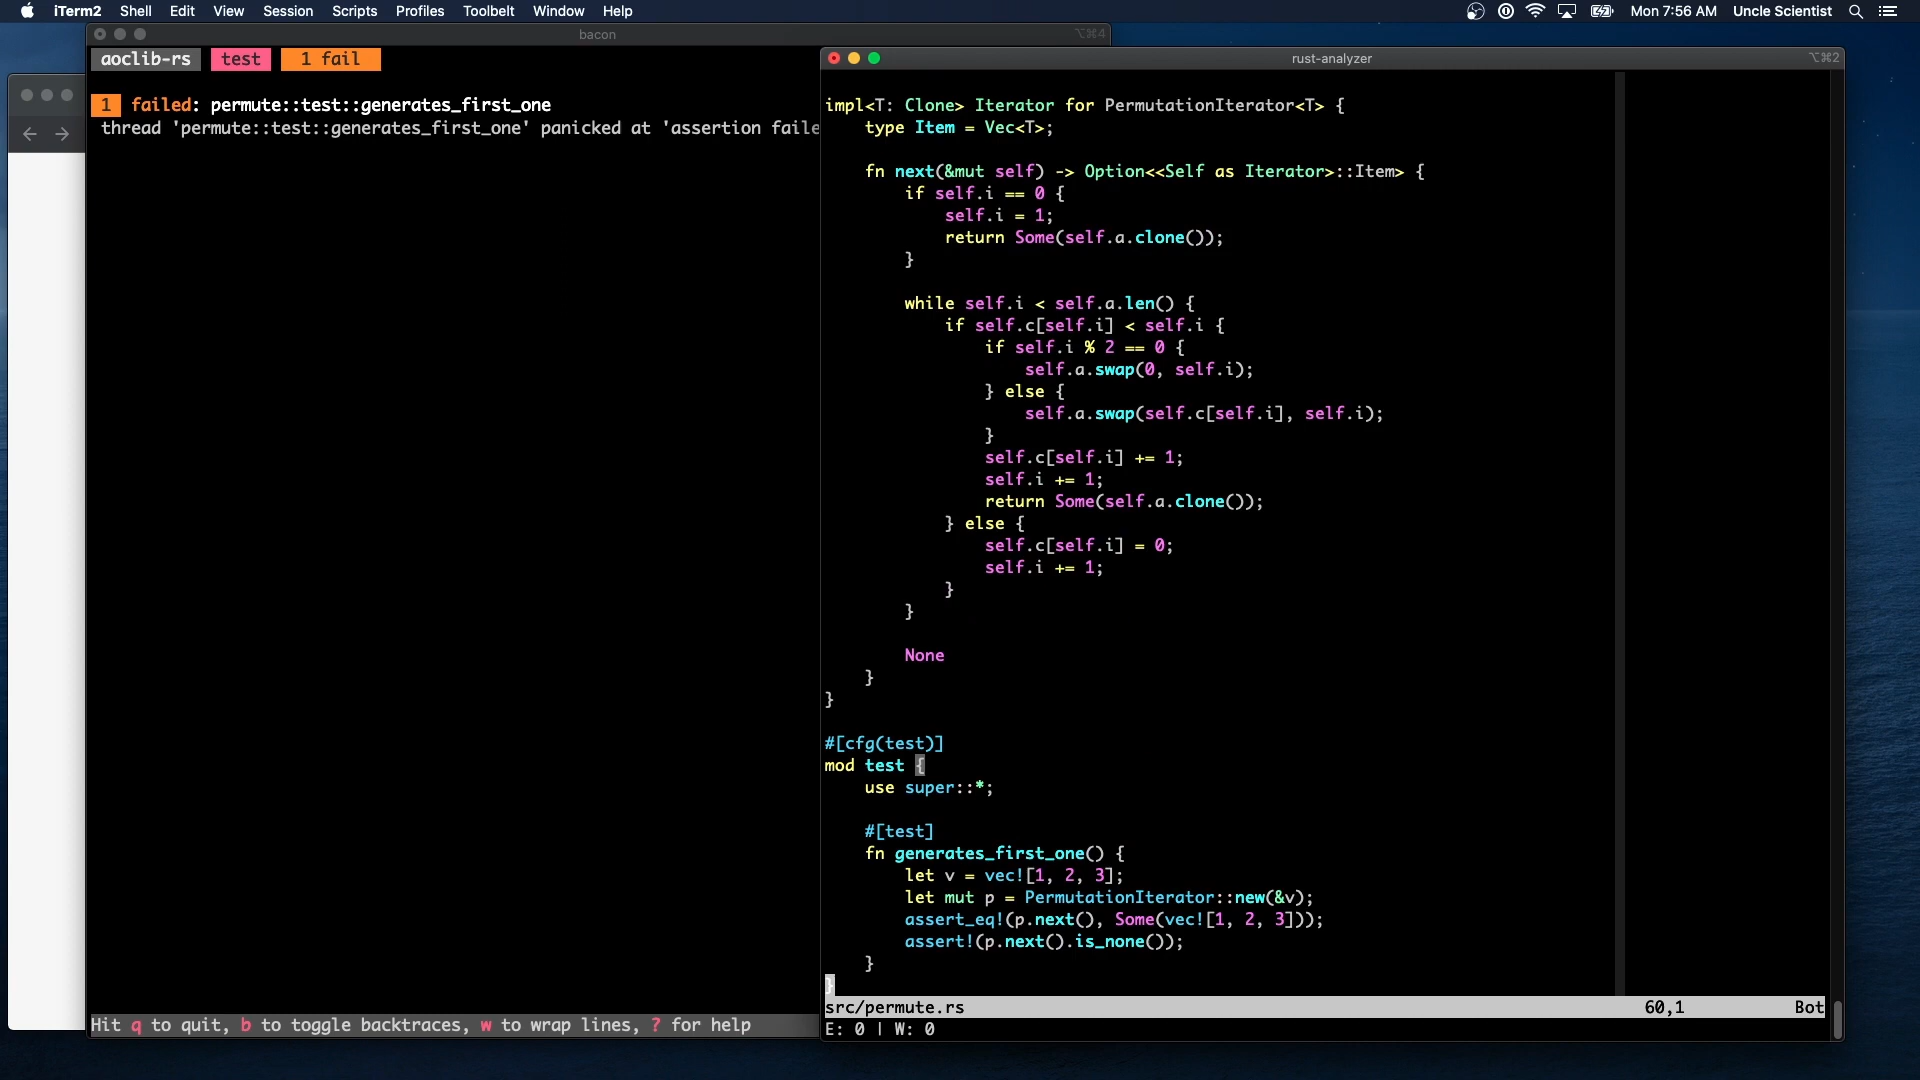 iTerm2 Shell Edit View Session Scripts Profiles Toolbelt Window Help Mon 7:56 AM Uncle Scientist
bacon ⌥⌘4
aoclib-rs test 1 fail
1 failed: permute::test::generates_first_one
thread 'permute::test::generates_first_one' panicked at 'assertion faile
Hit q to quit, b to toggle backtraces, w to wrap lines, ? for help
rust-analyzer ⌥⌘2
impl<T: Clone> Iterator for PermutationIterator<T> {
    type Item = Vec<T>;
    fn next(&mut self) -> Option<<Self as Iterator>::Item> {
        if self.i == 0 {
            self.i = 1;
            return Some(self.a.clone());
        }
        while self.i < self.a.len() {
            if self.c[self.i] < self.i {
                if self.i % 2 == 0 {
                    self.a.swap(0, self.i);
                } else {
                    self.a.swap(self.c[self.i], self.i);
                }
                self.c[self.i] += 1;
                self.i += 1;
                return Some(self.a.clone());
            } else {
                self.c[self.i] = 0;
                self.i += 1;
            }
        }
        None
    }
}
#[cfg(test)]
mod test {
    use super::*;
    #[test]
    fn generates_first_one() {
        let v = vec![1, 2, 3];
        let mut p = PermutationIterator::new(&v);
        assert_eq!(p.next(), Some(vec![1, 2, 3]));
        assert!(p.next().is_none());
    }
}
src/permute.rs 60,1 Bot
E: 0 | W: 0